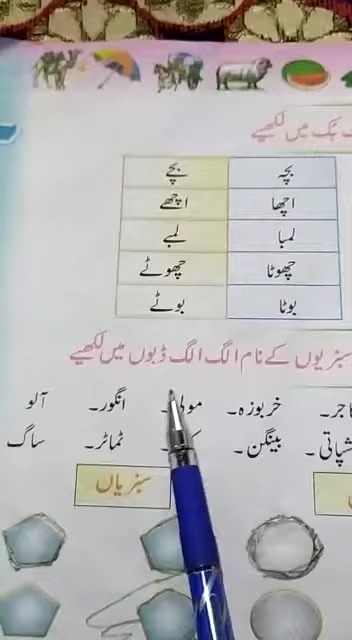 بک میں لکھیے
بچہ بچے
اچھا اچھے
لمبا لمبے
چھوٹا چھوٹے
بوٹا بوٹے
سبزیوں کے نام الگ الگ ڈبوں میں لکھیے
خربوزہ۔ مولی۔ انگور۔ آلو
بینگن۔ ٹماٹر۔ ساگ
سبزیاں